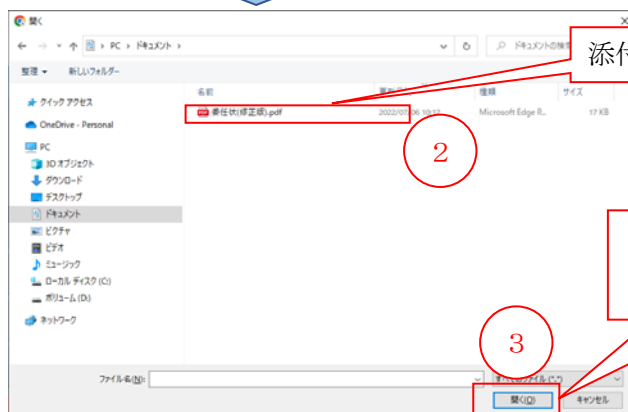 開く
PC › ドキュメント ›
ドキュメントの検索
添付
整理 ▾ 新しいフォルダー
名前 更新日時 種類 サイズ
委任状(修正版).pdf 2022/07/06 10:12 Microsoft Edge P... 17 KB
クイック アクセス
OneDrive - Personal
PC
3D オブジェクト
ダウンロード
デスクトップ
ドキュメント
ピクチャ
ビデオ
ミュージック
ローカル ディスク (C:)
ボリューム (D:)
ネットワーク
2
3
ファイル名(N):
すべてのファイル (*.*)
開く(O)
キャンセル